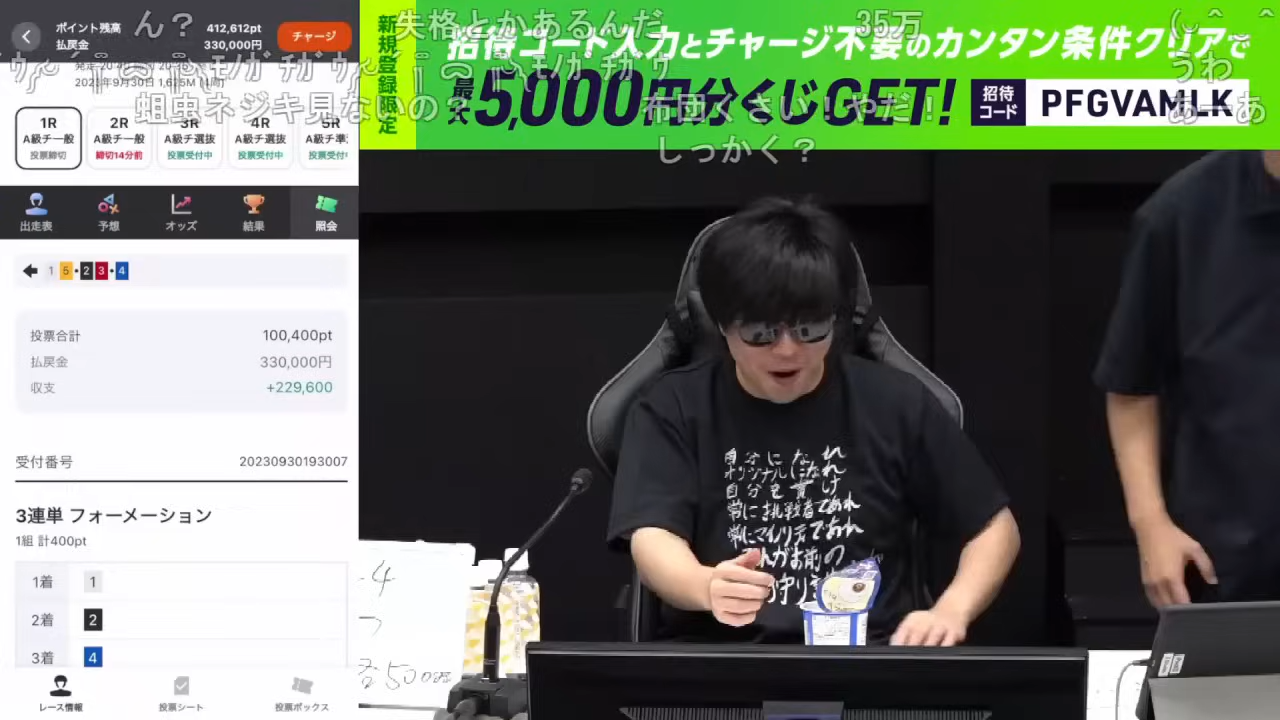 ポイント残高 412,612pt
払戻金 330,000円
チャージ
ん？
失格とかあるんだ
35万
新規登録限定
招待コード入力とチャージ不要のカンタン条件クリアで
最大5,000円分くじGET!
招待コード PFGVAMLK
うわ
あーあ
蛆虫ネジキ見ないの？
布団くさい！やだ！
しっかく？
1R 2R 3R 4R 5R
A級チ一般 A級チ一般 A級チ選抜 A級チ選抜 A級チ準
投票締切 締切14分前 投票受付中 投票受付中 投票受付
出走表 予想 オッズ 結果 照会
1 5・2 3・4
投票合計 100,400pt
払戻金 330,000円
収支 +229,600
受付番号 20230930193007
3連単 フォーメーション
1組 計400pt
1着 1
2着 2
3着 4
レース情報 投票シート 投票ボックス
自分になれ
オリジナルになれ
自分を貫け
常に挑戦者であれ
常にマイノリティであれ